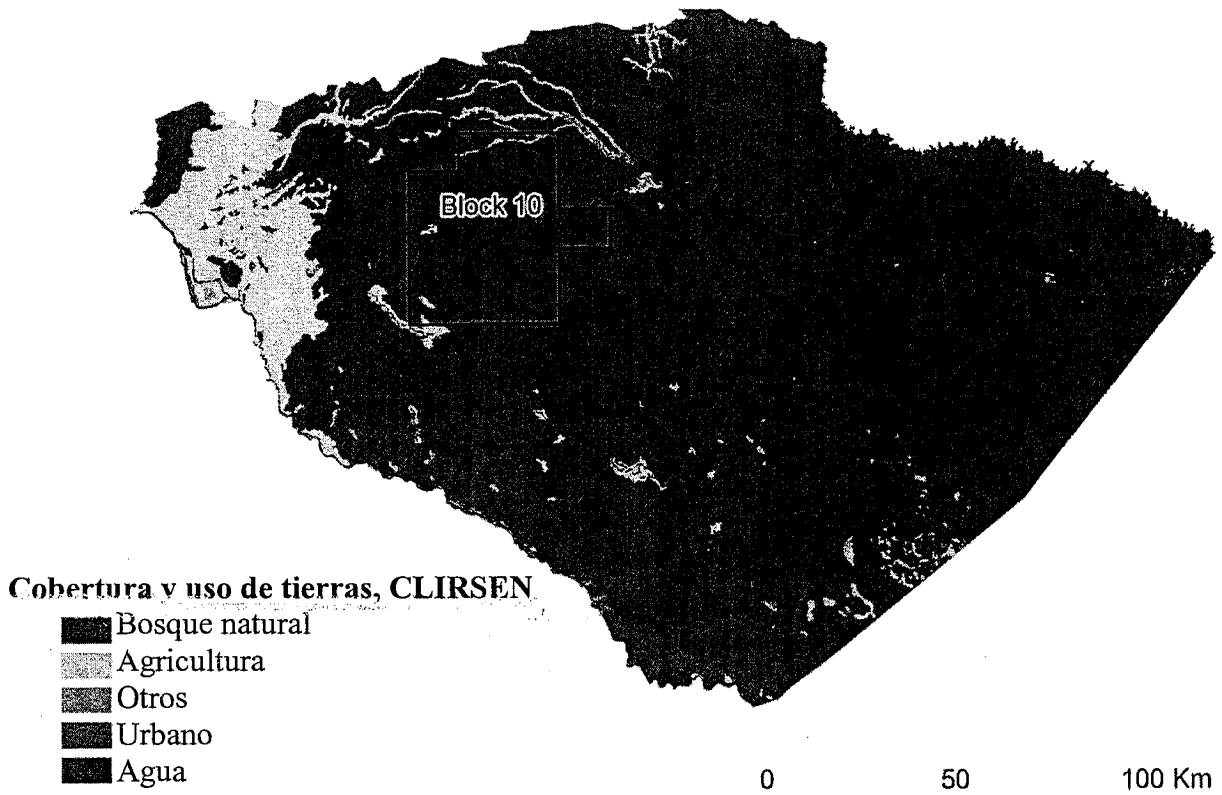 Block 10
Cobertura y uso de tierras, CLIRSEN
Bosque natural
Agricultura
Otros
Urbano
Agua
0 50 100 Km